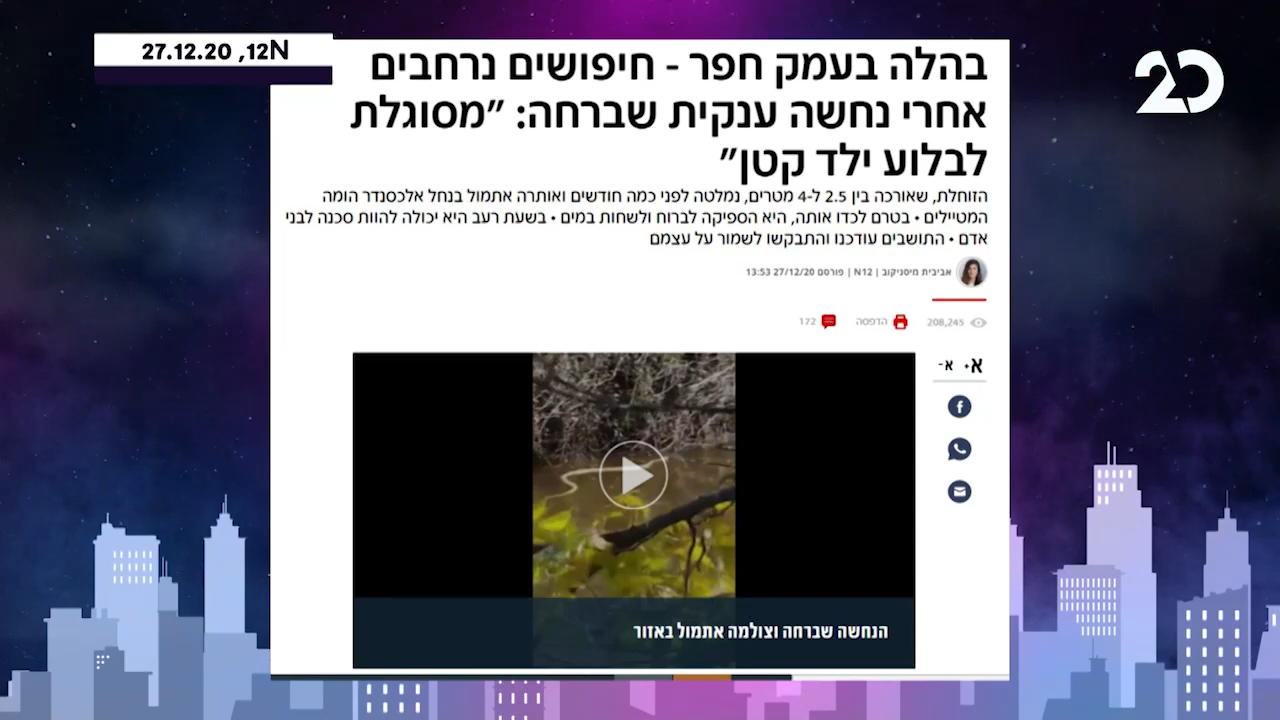 27.12.20 ,12N
20
בהלה בעמק חפר - חיפושים נרחבים
אחרי נחשה ענקית שברחה: "מסוגלת
לבלוע ילד קטן"
הזוחלת, שאורכה בין 2.5 ל-4 מטרים, נמלטה לפני כמה חודשים ואותרה אתמול בנחל אלכסנדר הומה
המטיילים • בטרם לכדו אותה, היא הספיקה לברוח ולשחות במים • בשעת רעב היא יכולה להוות סכנה לבני
אדם • התושבים עודכנו והתבקשו לשמור על עצמם
אביבית מיסניקוב | N12 | פורסם 27/12/20 13:53
208,245 הדפסה 172
א+ א-
הנחשה שברחה וצולמה אתמול באזור